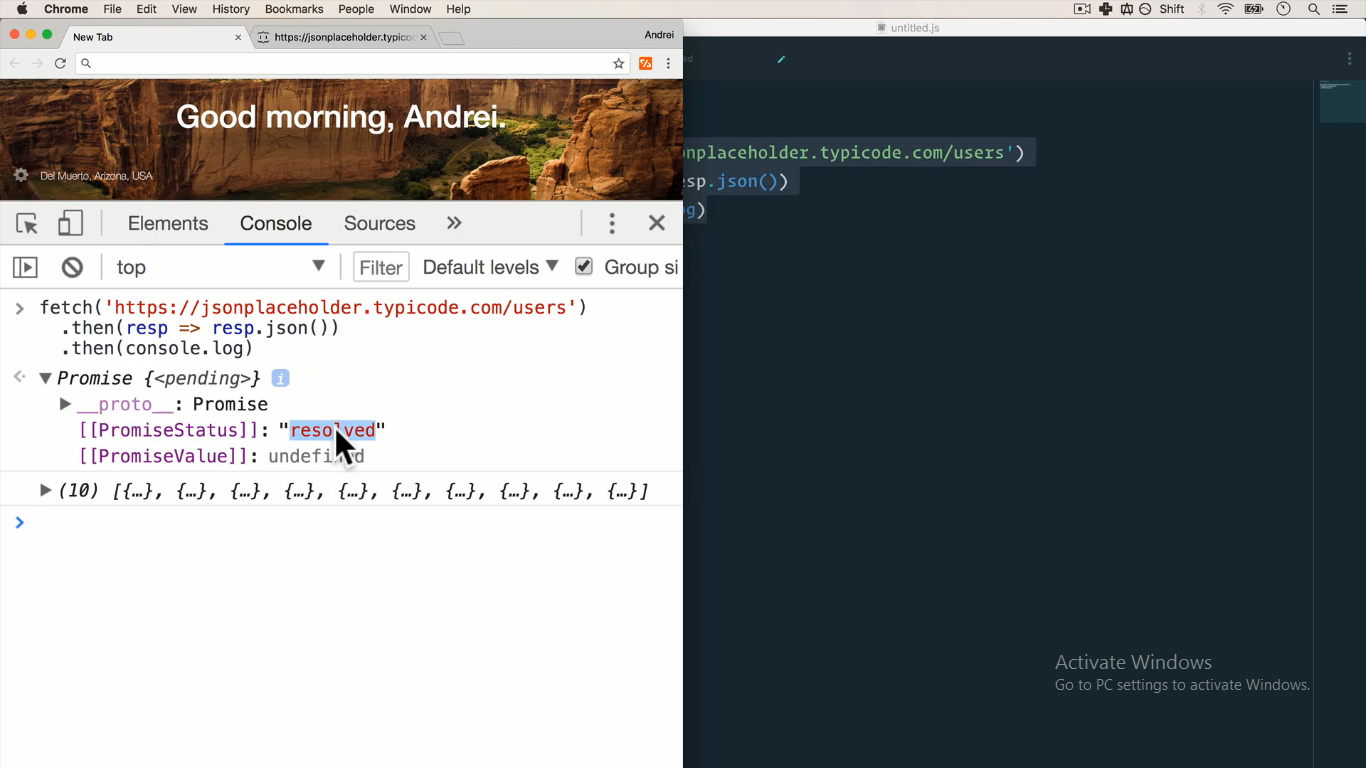 Chrome File Edit View History Bookmarks People Window Help Shift
untitled.js
New Tab × https://jsonplaceholder.typico × Andrei
Good morning, Andrei.
Del Muerto, Arizona, USA
Elements Console Sources »
top Filter Default levels Group si
fetch('https://jsonplaceholder.typicode.com/users')
.then(resp => resp.json())
.then(console.log)
Promise {<pending>} i
__proto__: Promise
[[PromiseStatus]]: "resolved"
[[PromiseValue]]: undefined
(10) [{…}, {…}, {…}, {…}, {…}, {…}, {…}, {…}, {…}, {…}]
ed
nplaceholder.typicode.com/users')
esp.json())
g)
Activate Windows
Go to PC settings to activate Windows.